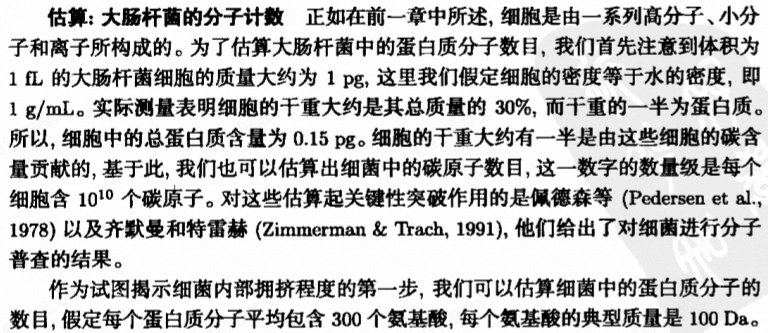 估算: 大肠杆菌的分子计数 正如在前一章中所述, 细胞是由一系列高分子、小分
子和离子所构成的。为了估算大肠杆菌中的蛋白质分子数目, 我们首先注意到体积为
1 fL 的大肠杆菌细胞的质量大约为 1 pg, 这里我们假定细胞的密度等于水的密度, 即
1 g/mL。实际测量表明细胞的干重大约是其总质量的 30%, 而干重的一半为蛋白质。
所以, 细胞中的总蛋白质含量为 0.15 pg。细胞的干重大约有一半是由这些细胞的碳含
量贡献的, 基于此, 我们也可以估算出细菌中的碳原子数目, 这一数字的数量级是每个
细胞含 10¹⁰ 个碳原子。对这些估算起关键性突破作用的是佩德森等 (Pedersen et al.,
1978) 以及齐默曼和特雷赫 (Zimmerman & Trach, 1991), 他们给出了对细菌进行分子
普查的结果。
作为试图揭示细菌内部拥挤程度的第一步, 我们可以估算细菌中的蛋白质分子的
数目, 假定每个蛋白质分子平均包含 300 个氨基酸, 每个氨基酸的典型质量是 100 Da。